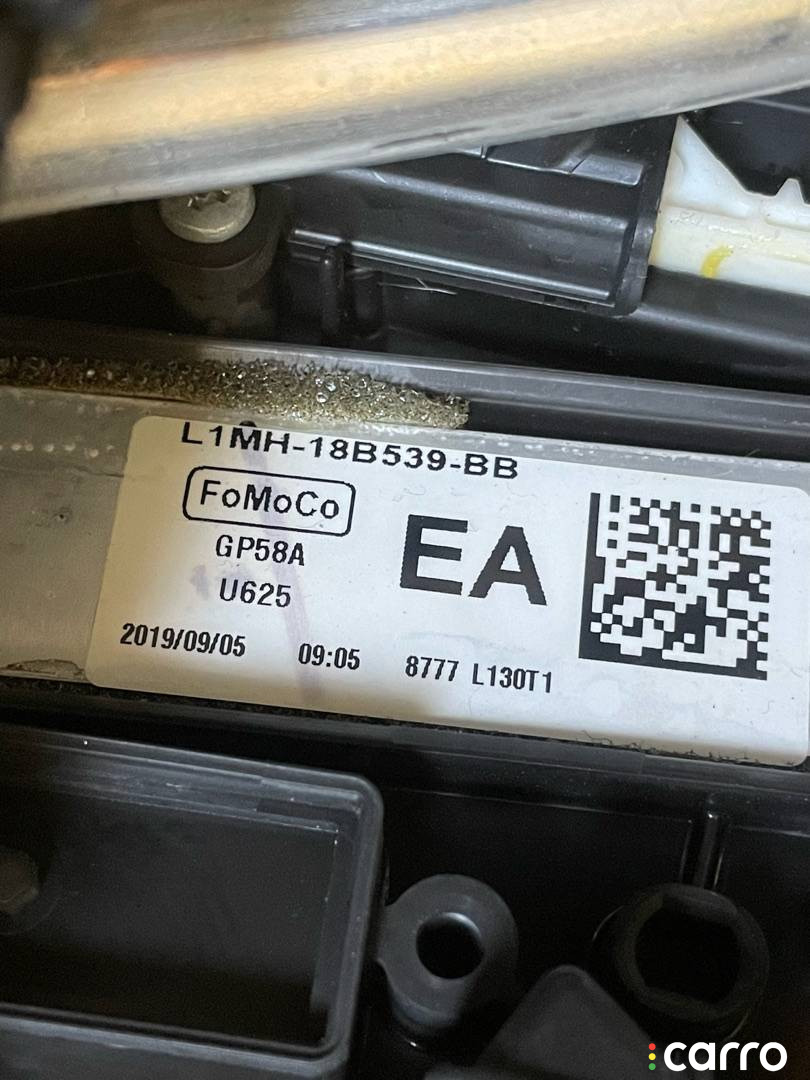 L1MH-18B539-BB
FoMoCo
EA
GP58A
U625
2019/09/05 09:05 8777 L130T1
carro